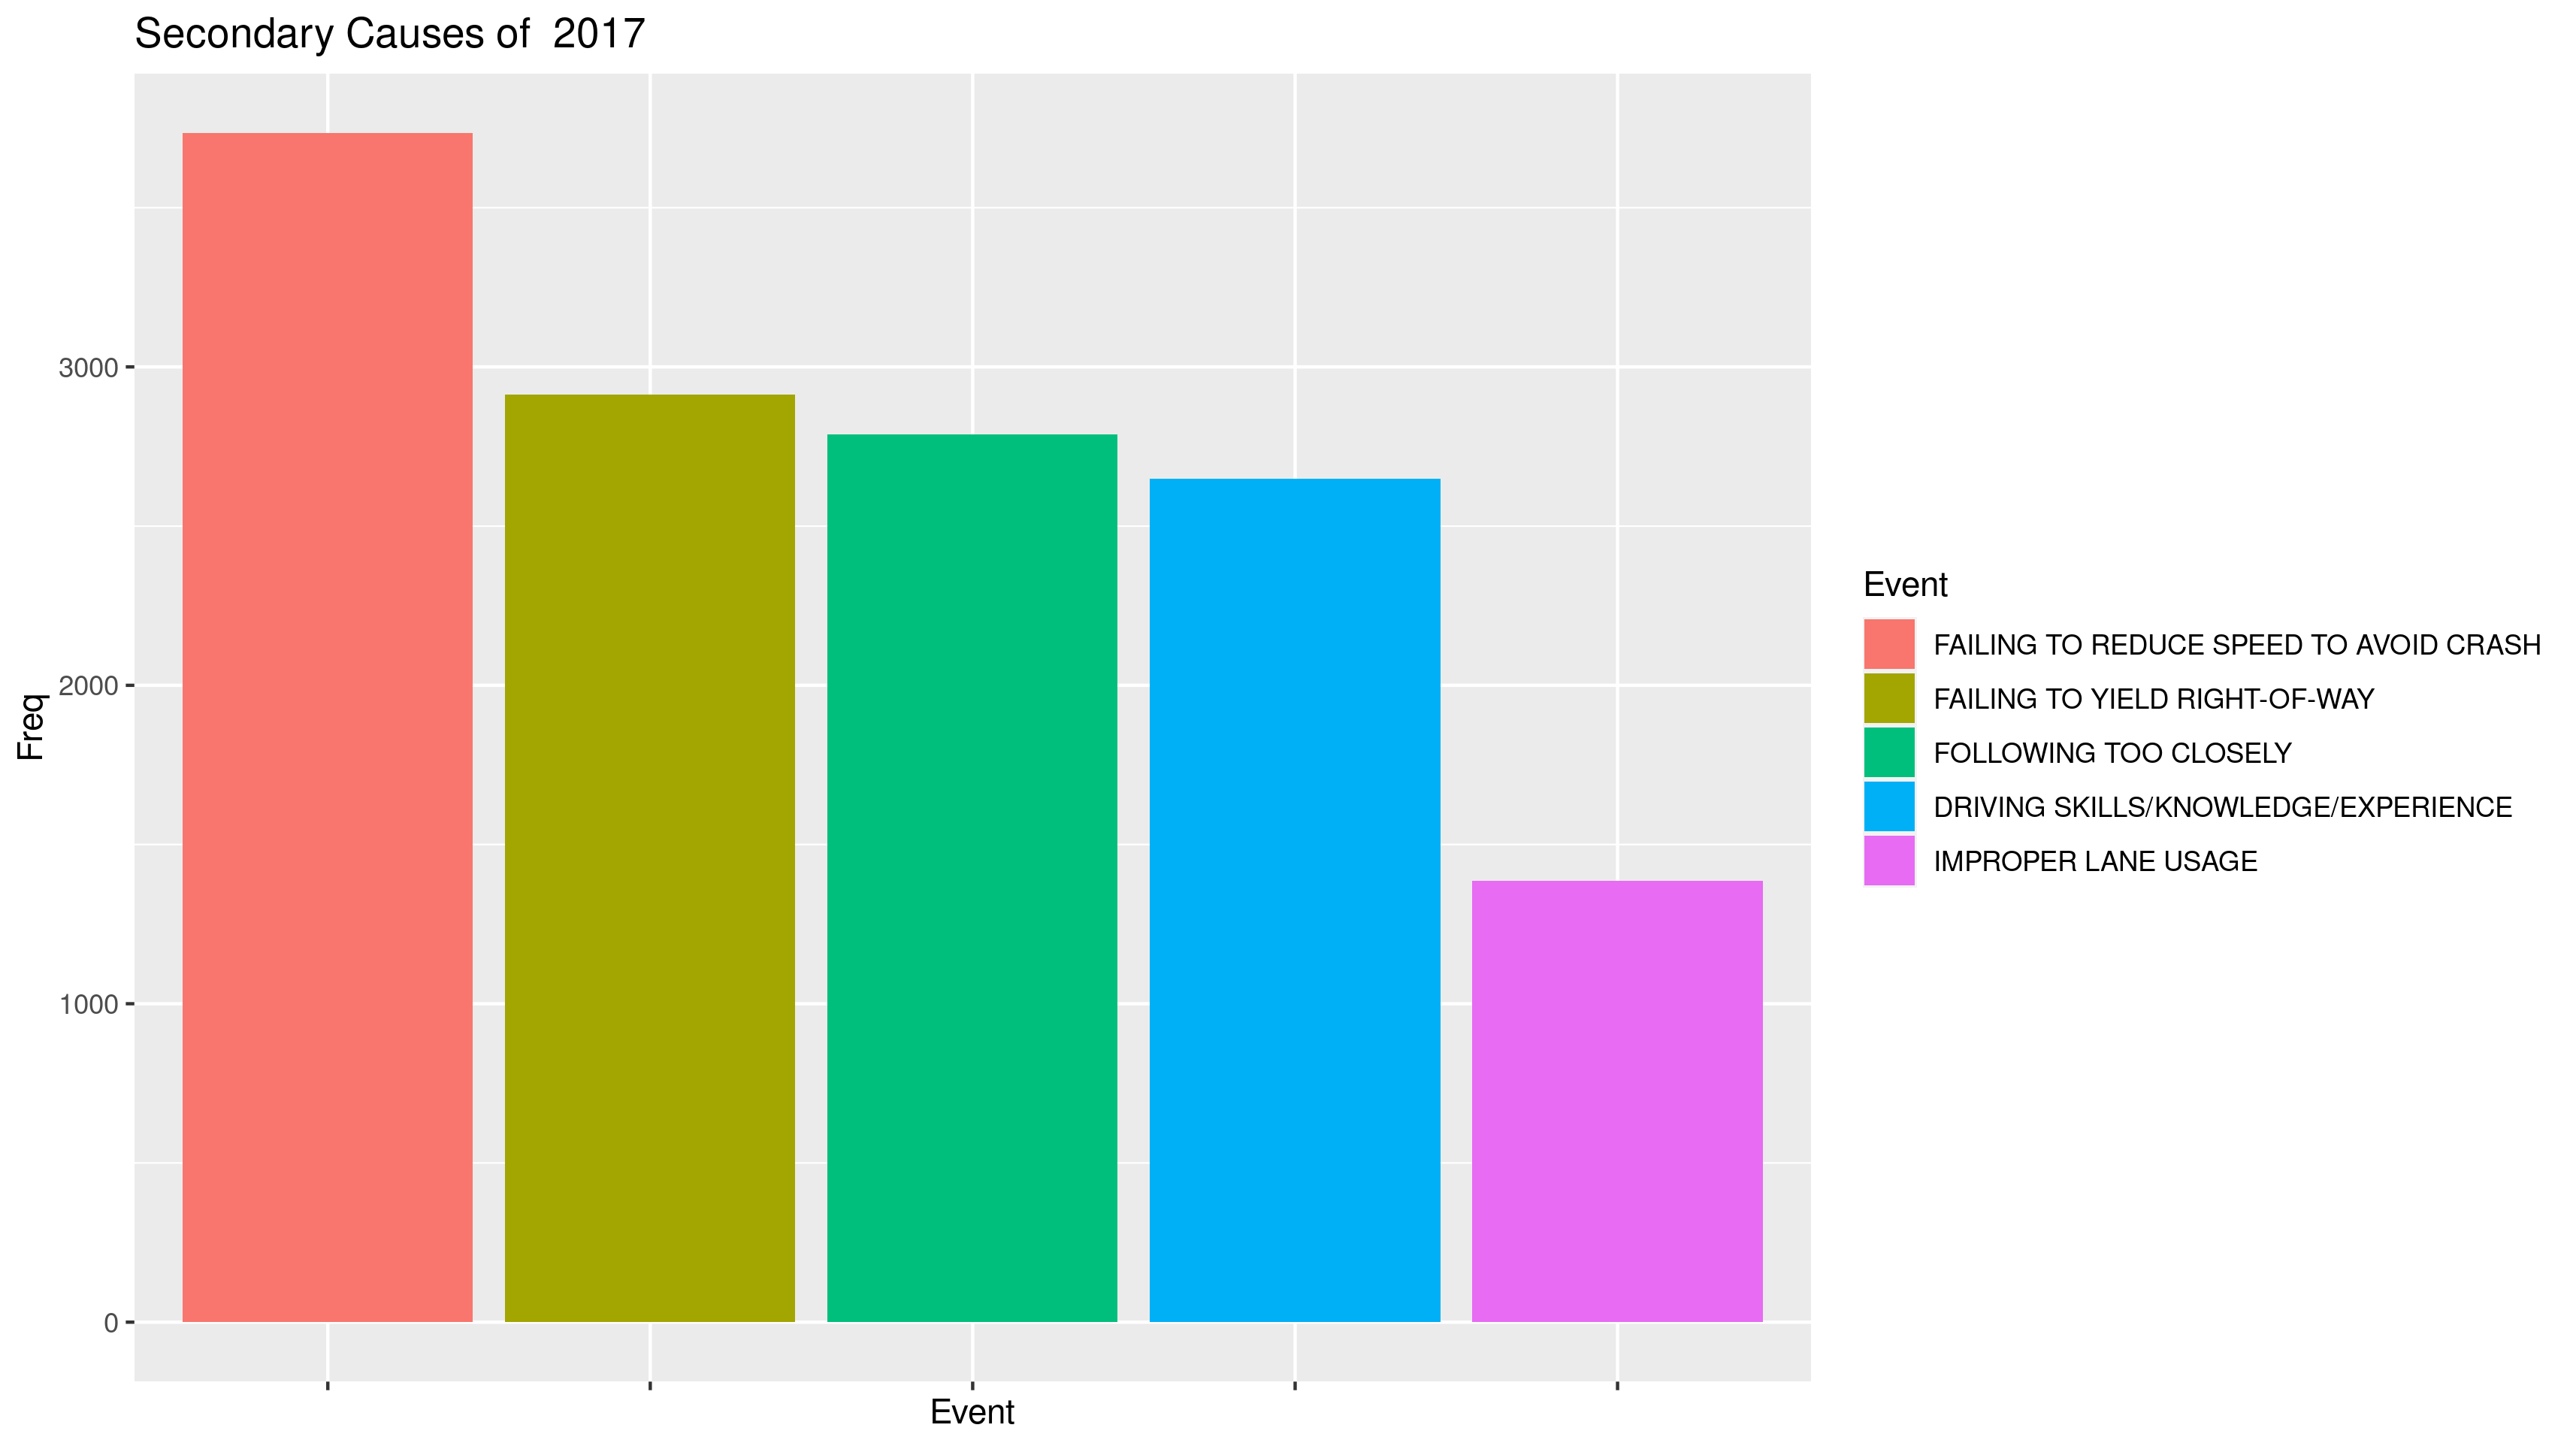 Secondary Causes of  2017
Freq
3000
2000
1000
0
Event
Event
FAILING TO REDUCE SPEED TO AVOID CRASH
FAILING TO YIELD RIGHT-OF-WAY
FOLLOWING TOO CLOSELY
DRIVING SKILLS/KNOWLEDGE/EXPERIENCE
IMPROPER LANE USAGE